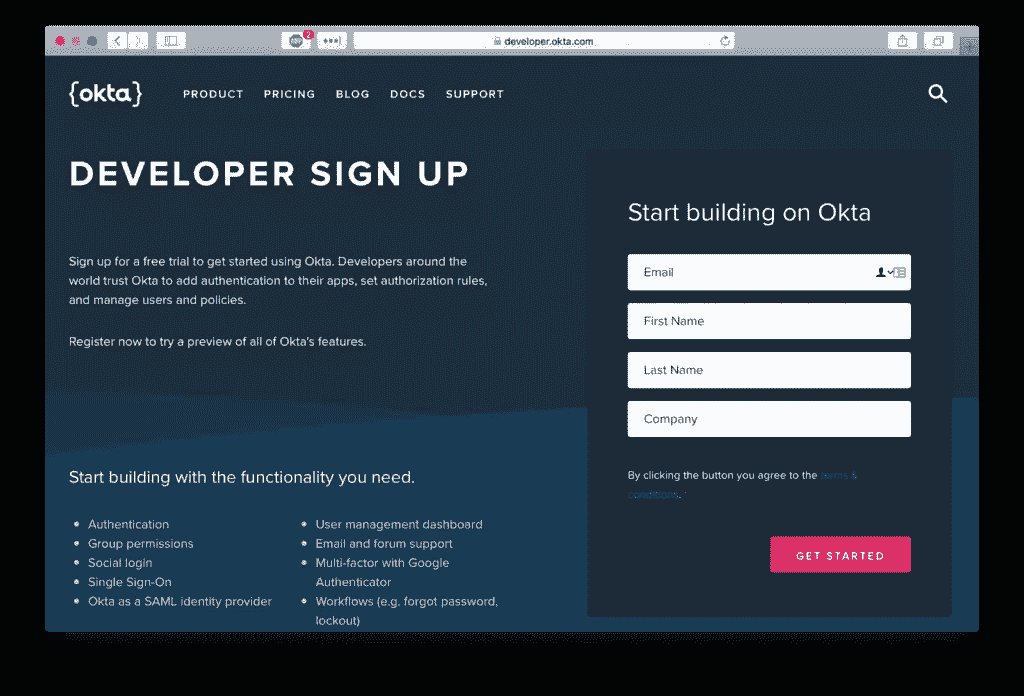 2
developer.okta.com
{okta}
PRODUCT PRICING BLOG DOCS SUPPORT
DEVELOPER SIGN UP
Sign up for a free trial to get started using Okta. Developers around the
world trust Okta to add authentication to their apps, set authorization rules,
and manage users and policies.
Register now to try a preview of all of Okta's features.
Start building with the functionality you need.
Authentication
Group permissions
Social login
Single Sign-On
Okta as a SAML identity provider
User management dashboard
Email and forum support
Multi-factor with Google
Authenticator
Workflows (e.g. forgot password,
lockout)
Start building on Okta
Email
First Name
Last Name
Company
By clicking the button you agree to the terms &
conditions.
GET STARTED